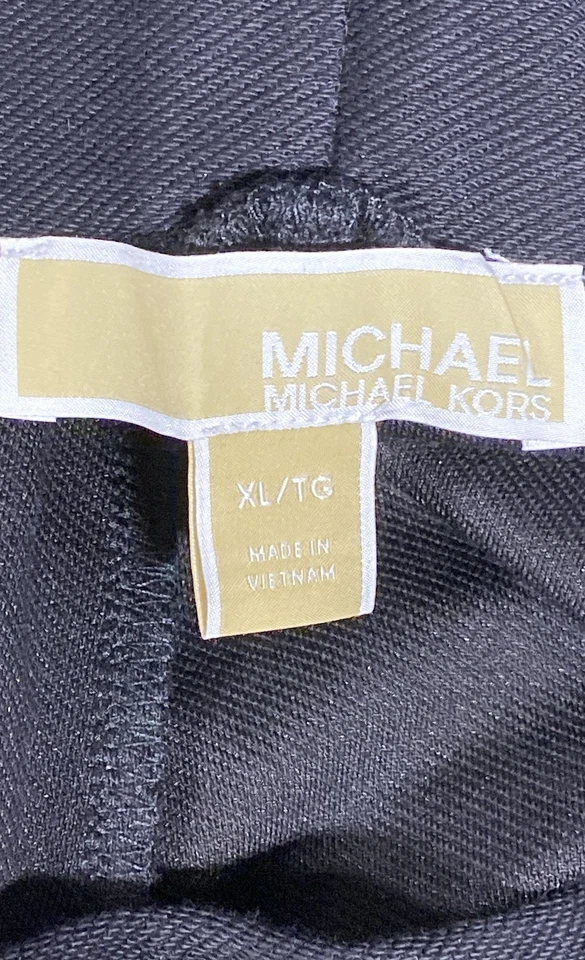 MICHAEL
MICHAEL KORS
XL/TG
MADE IN
VIETNAM